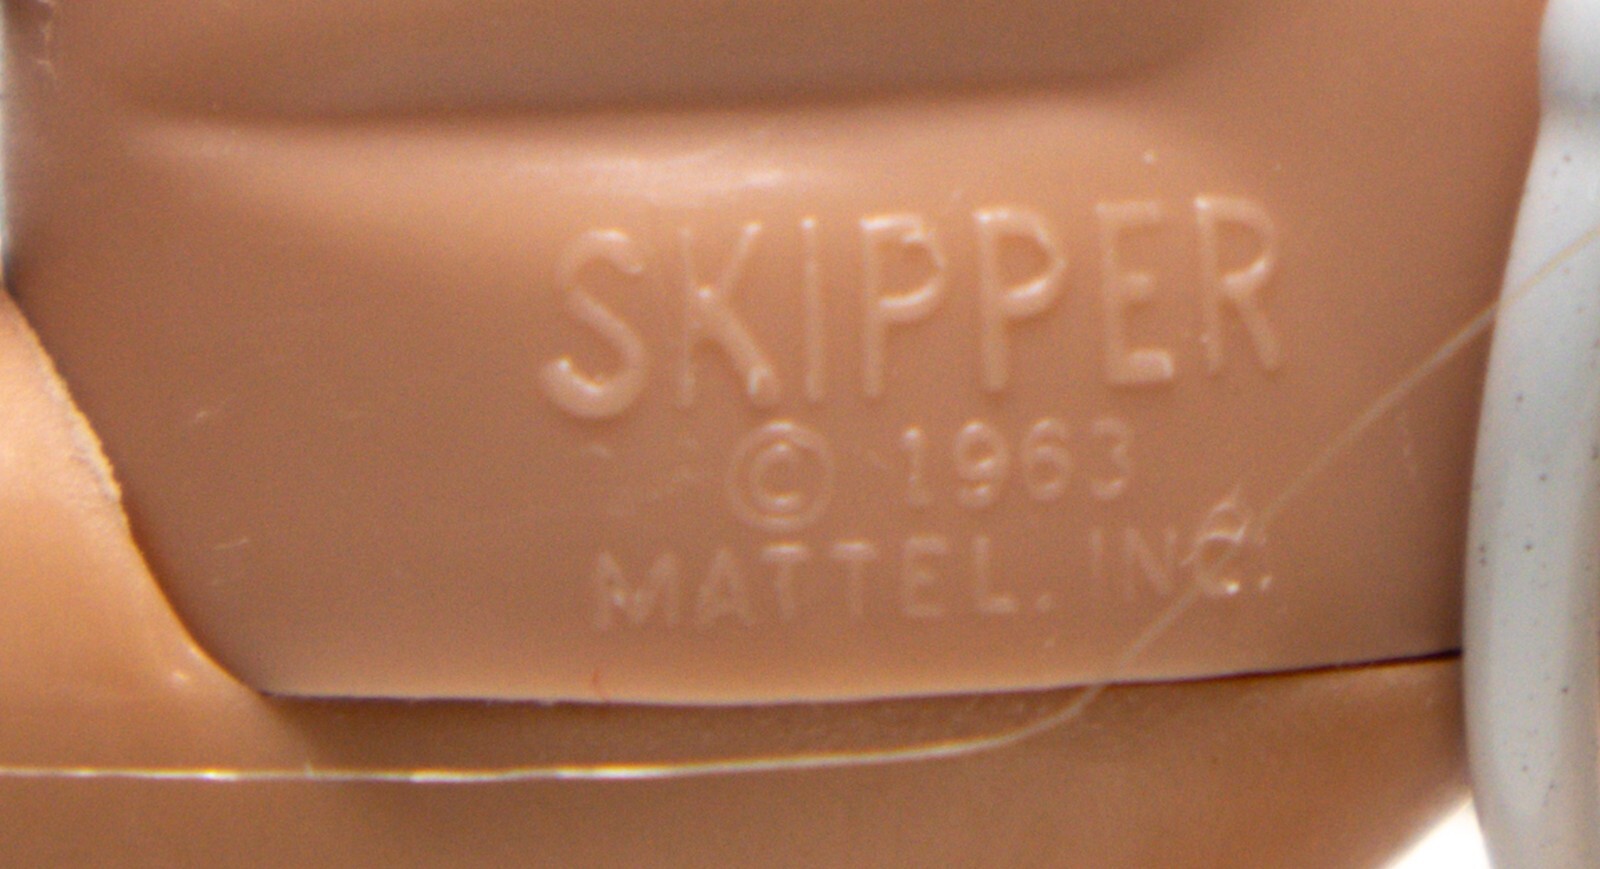 SKIPPER
© 1963
MATTEL, INC.